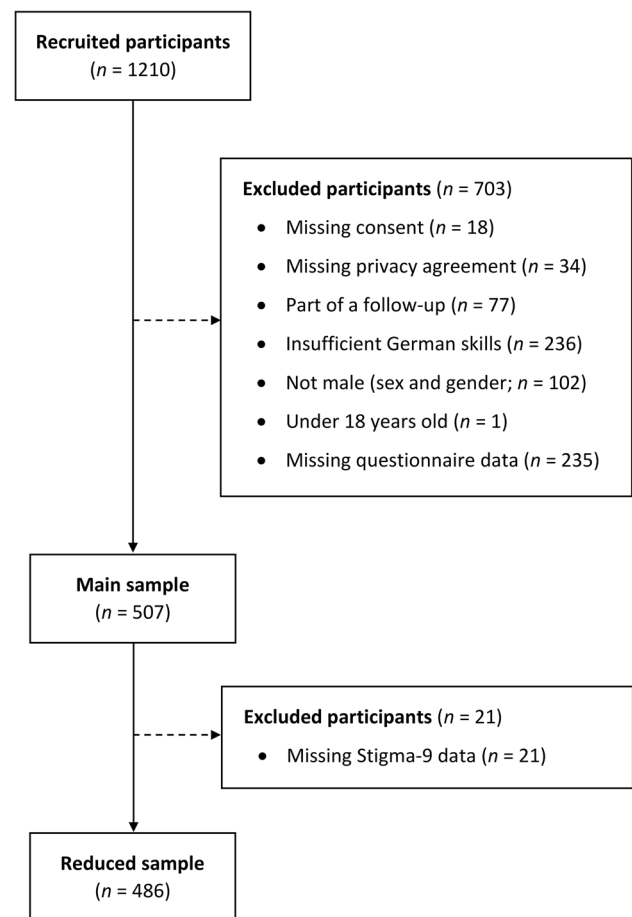 Recruited participants
(n = 1210)
Excluded participants (n = 703)
• Missing consent (n = 18)
• Missing privacy agreement (n = 34)
• Part of a follow-up (n = 77)
• Insufficient German skills (n = 236)
• Not male (sex and gender; n = 102)
• Under 18 years old (n = 1)
• Missing questionnaire data (n = 235)
Main sample
(n = 507)
Excluded participants (n = 21)
• Missing Stigma-9 data (n = 21)
Reduced sample
(n = 486)